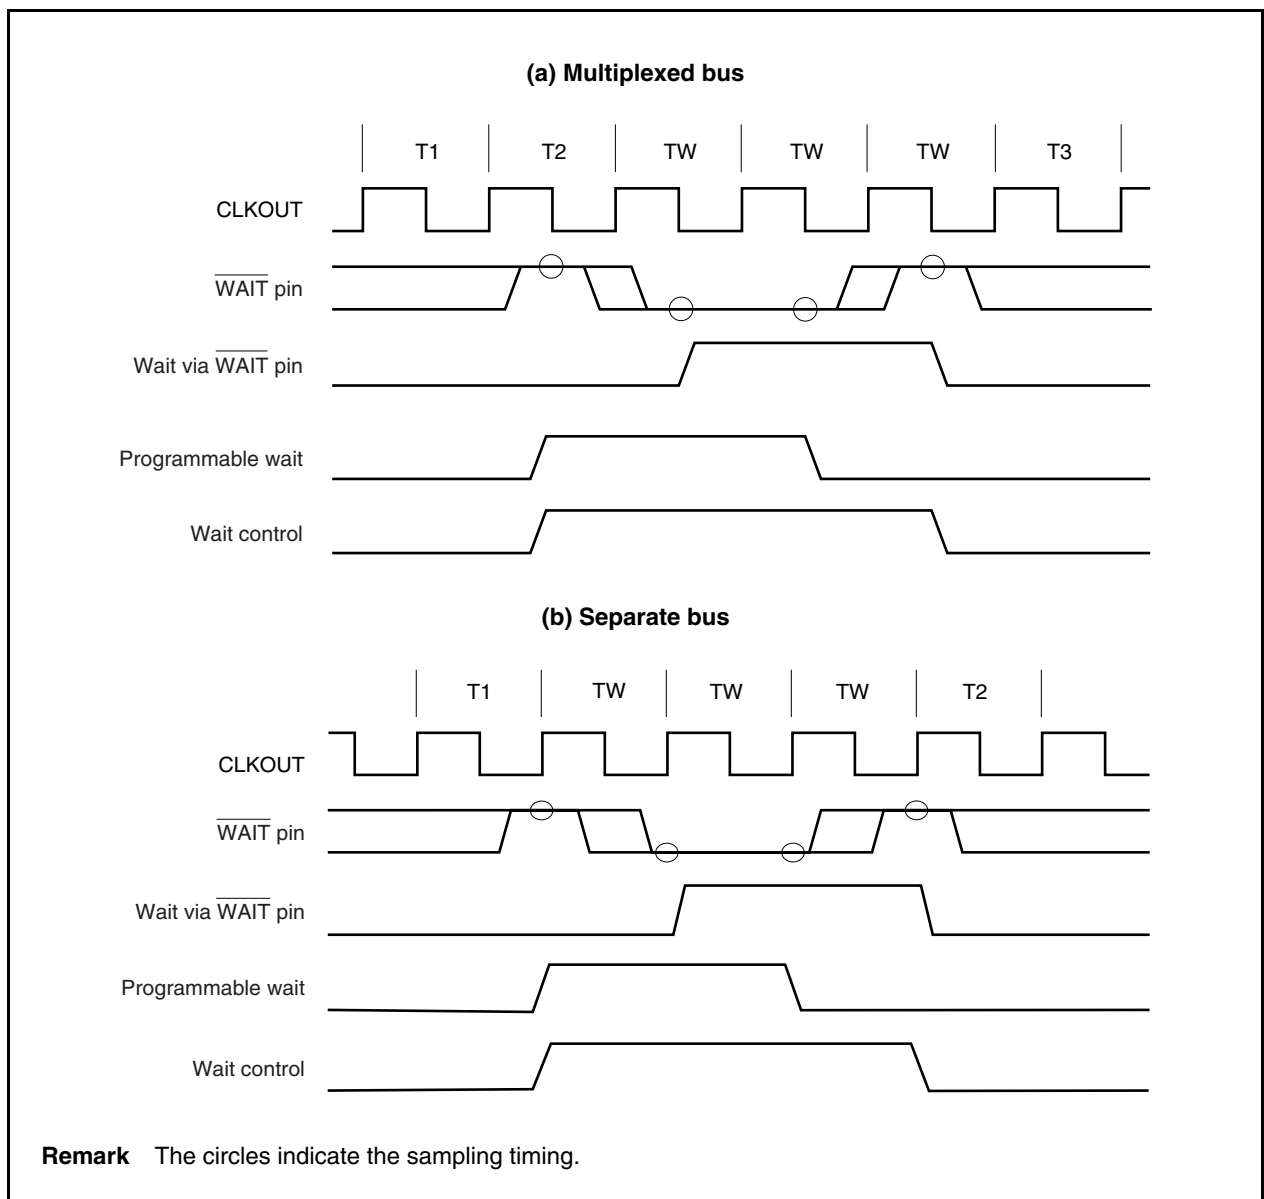 (a) Multiplexed bus
T1 T2 TW TW TW T3
CLKOUT
WAIT pin
Wait via WAIT pin
Programmable wait
Wait control
(b) Separate bus
T1 TW TW TW T2
CLKOUT
WAIT pin
Wait via WAIT pin
Programmable wait
Wait control
Remark The circles indicate the sampling timing.